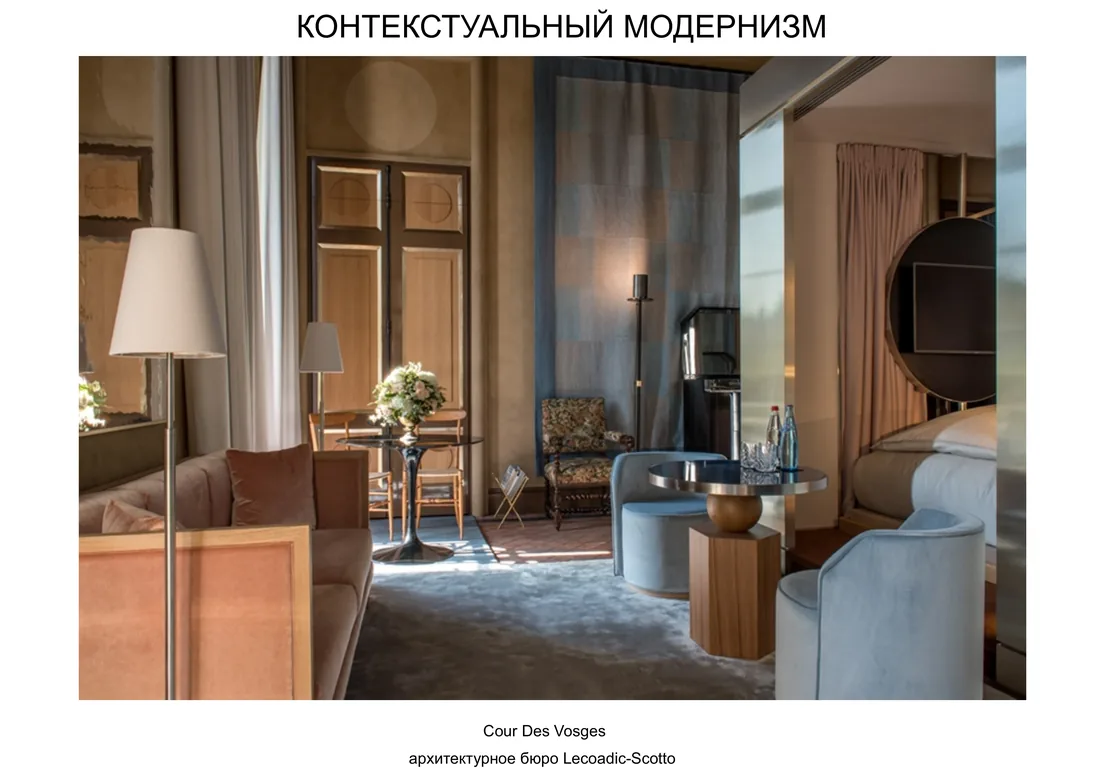 КОНТЕКСТУАЛЬНЫЙ МОДЕРНИЗМ
Cour Des Vosges
архитектурное бюро Lecoadic-Scotto